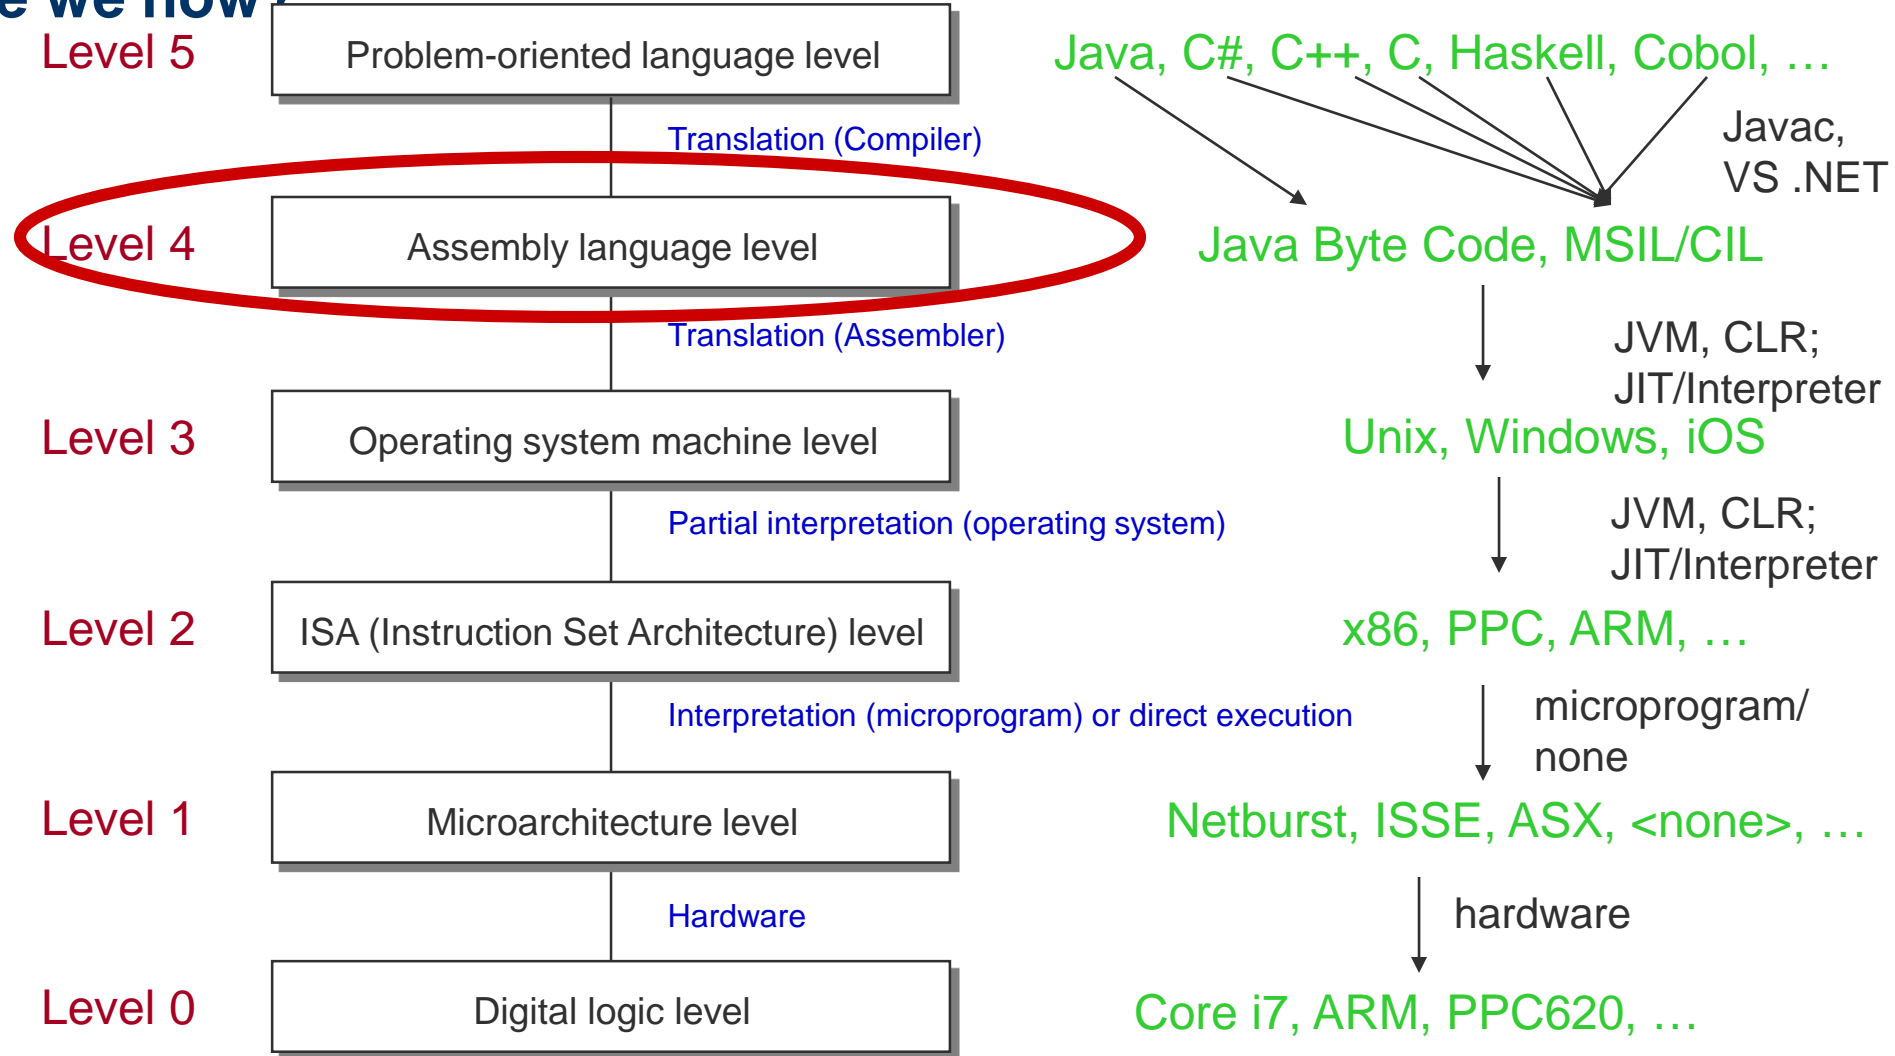 e we now?
Level 5
Problem-oriented language level
Java, C#, C++, C, Haskell, Cobol, …
Translation (Compiler)
Javac,
VS .NET
Level 4
Assembly language level
Java Byte Code, MSIL/CIL
Translation (Assembler)
JVM, CLR;
JIT/Interpreter
Level 3
Operating system machine level
Unix, Windows, iOS
Partial interpretation (operating system)
JVM, CLR;
JIT/Interpreter
Level 2
ISA (Instruction Set Architecture) level
x86, PPC, ARM, …
Interpretation (microprogram) or direct execution
microprogram/
none
Level 1
Microarchitecture level
Netburst, ISSE, ASX, <none>, …
Hardware
hardware
Level 0
Digital logic level
Core i7, ARM, PPC620, …